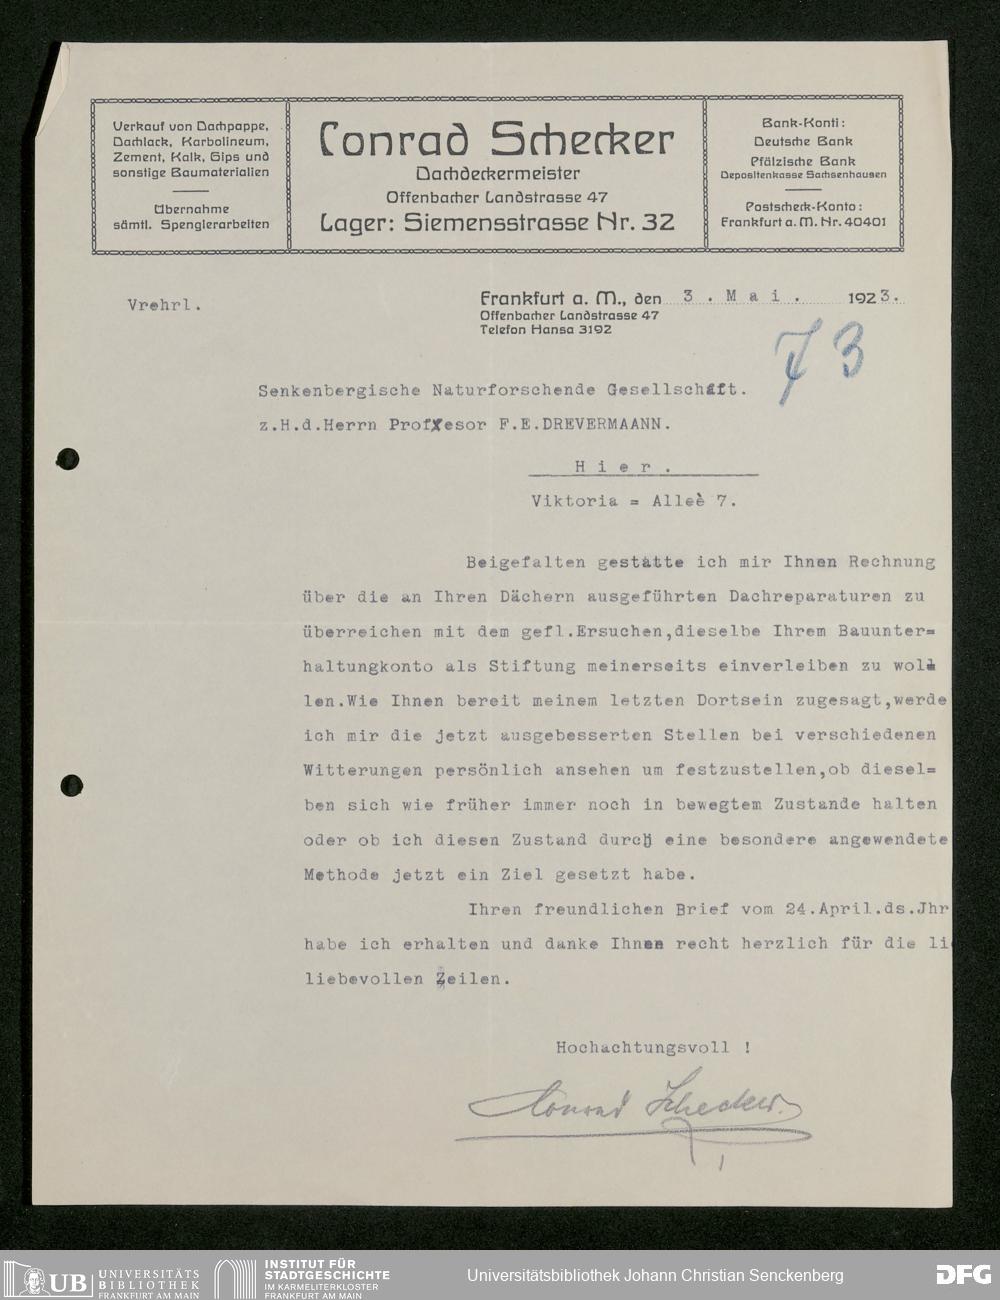 Verkauf von Dachpappe,
Dachlack, Karbolineum,
Zement, Kalk, Gips und
sonstige Baumaterialien
Übernahme
sämtl. Spenglerarbeiten
Conrad Schecker
Dachdeckermeister
Offenbacher Landstrasse 47
Lager: Siemensstrasse Nr. 32
Bank-Konti:
Deutsche Bank
Pfälzische Bank
Depositenkasse Sachsenhausen
Postscheck-Konto:
Frankfurt a. M. Nr. 40401
Vrehrl.
Frankfurt a. M., den 3. Mai. 1923.
Offenbacher Landstrasse 47
Telefon Hansa 3192
73
Senkenbergische Naturforschende Gesellschaft.
z.H.d.Herrn Proffesor F.E.DREVERMAANN.
Hier.
Viktoria = Alleè 7.
Beigefalten gestatte ich mir Ihnen Rechnung
über die an Ihren Dächern ausgeführten Dachreparaturen zu
überreichen mit dem gefl.Ersuchen,dieselbe Ihrem Bauunter=
haltungkonto als Stiftung meinerseits einverleiben zu wol=
len.Wie Ihnen bereit meinem letzten Dortsein zugesagt,werde
ich mir die jetzt ausgebesserten Stellen bei verschiedenen
Witterungen persönlich ansehen um festzustellen,ob diesel=
ben sich wie früher immer noch in bewegtem Zustande halten
oder ob ich diesen Zustand durch eine besondere angewendete
Methode jetzt ein Ziel gesetzt habe.
Ihren freundlichen Brief vom 24.April.ds.Jhr
habe ich erhalten und danke Ihnen recht herzlich für die li
liebevollen Zeilen.
Hochachtungsvoll !
Conrad Schecker.
UB UNIVERSITÄTS
BIBLIOTHEK
FRANKFURT AM MAIN
INSTITUT FÜR
STADTGESCHICHTE
IM KARMELITERKLOSTER
FRANKFURT AM MAIN
Universitätsbibliothek Johann Christian Senckenberg
DFG